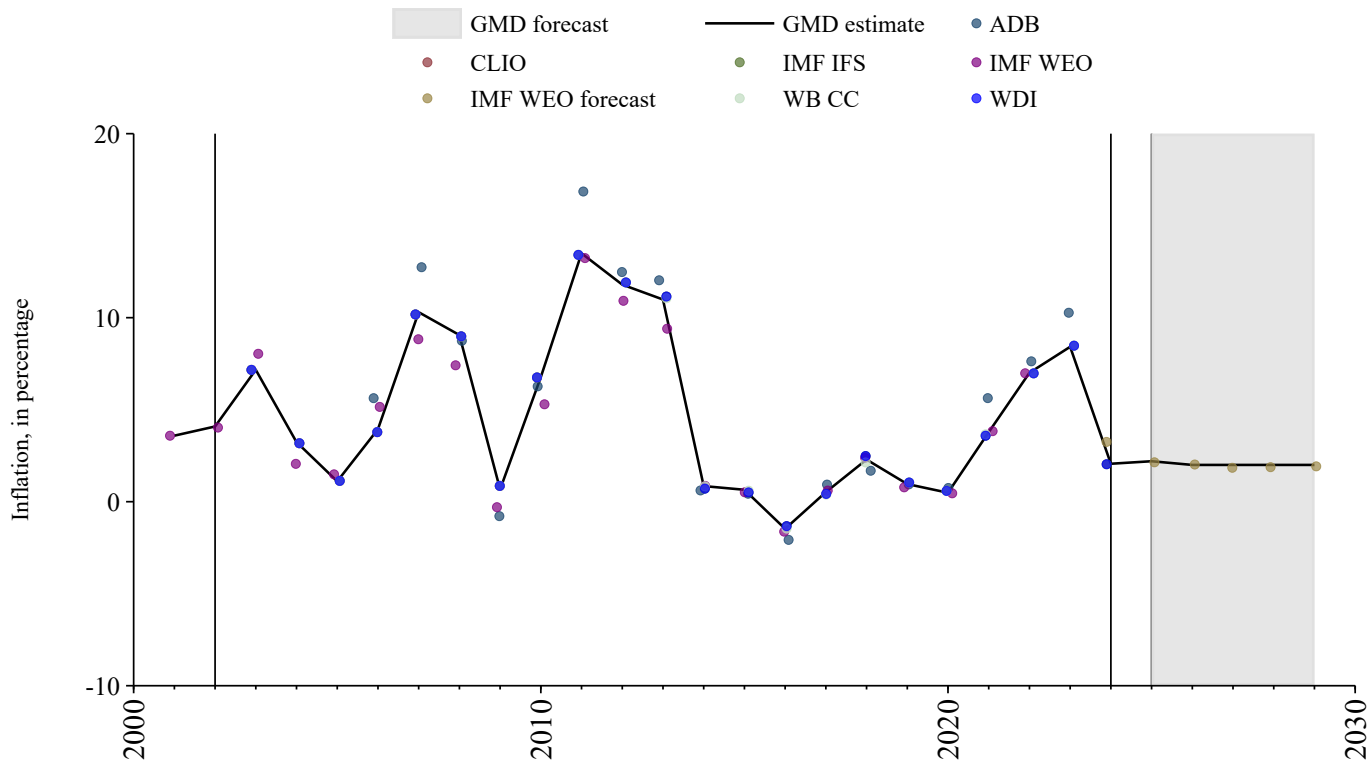 GMD forecast GMD estimate ADB
CLIO IMF IFS IMF WEO
IMF WEO forecast WB CC WDI
Inflation, in percentage
20
10
0
-10
2000 2010 2020 2030